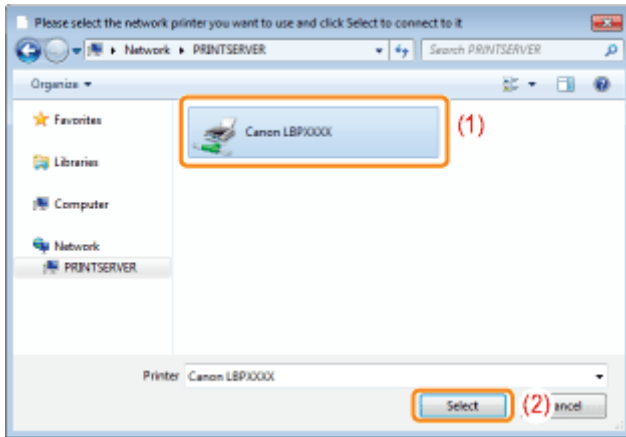 Please select the network printer you want to use and click Select to connect to it
Network ▸ PRINTSERVER
Search PRINTSERVER
Organize
Favorites
Canon LBPXXXX
(1)
Libraries
Computer
Network
PRINTSERVER
Printer
Canon LBPXXXX
Select
(2)
ancel